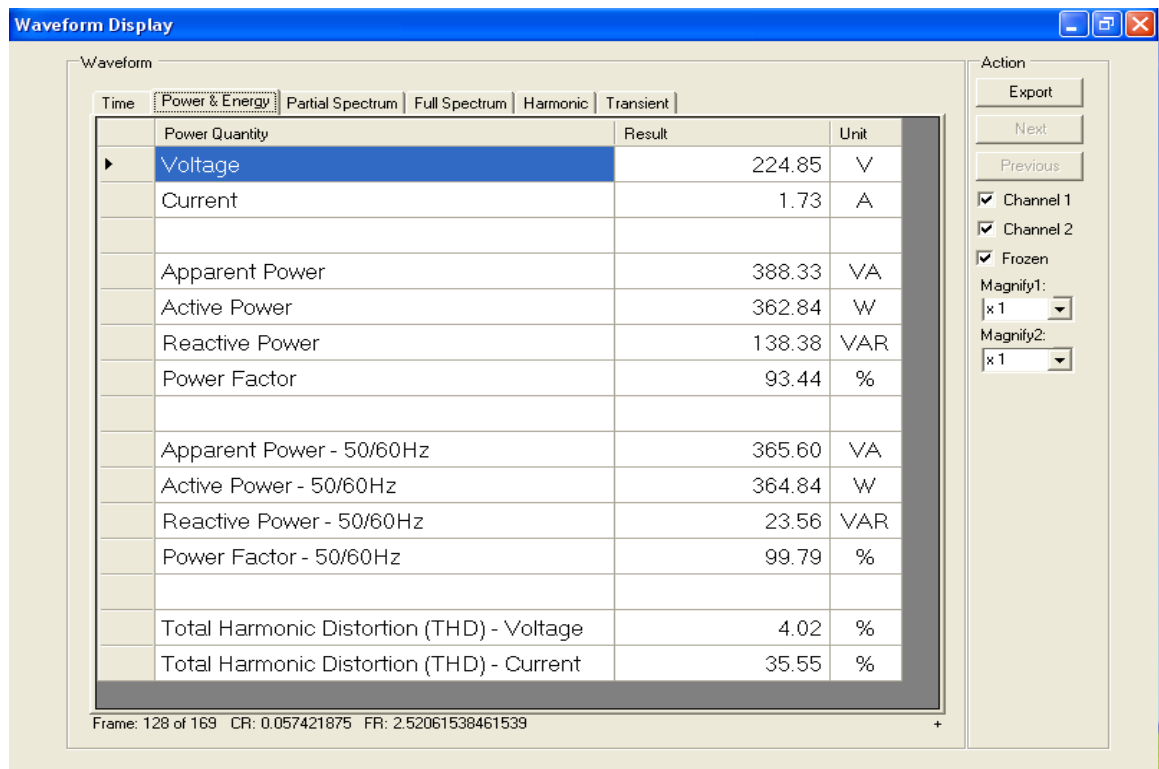 Waveform Display
Waveform
Time Power & Energy Partial Spectrum Full Spectrum Harmonic Transient
Power Quantity Result Unit
Voltage 224.85 V
Current 1.73 A
Apparent Power 388.33 VA
Active Power 362.84 W
Reactive Power 138.38 VAR
Power Factor 93.44 %
Apparent Power - 50/60Hz 365.60 VA
Active Power - 50/60Hz 364.84 W
Reactive Power - 50/60Hz 23.56 VAR
Power Factor - 50/60Hz 99.79 %
Total Harmonic Distortion (THD) - Voltage 4.02 %
Total Harmonic Distortion (THD) - Current 35.55 %
Frame: 128 of 169 CR: 0.057421875 FR: 2.52061538461539 +
Action
Export
Next
Previous
Channel 1
Channel 2
Frozen
Magnify1:
x 1
Magnify2:
x 1